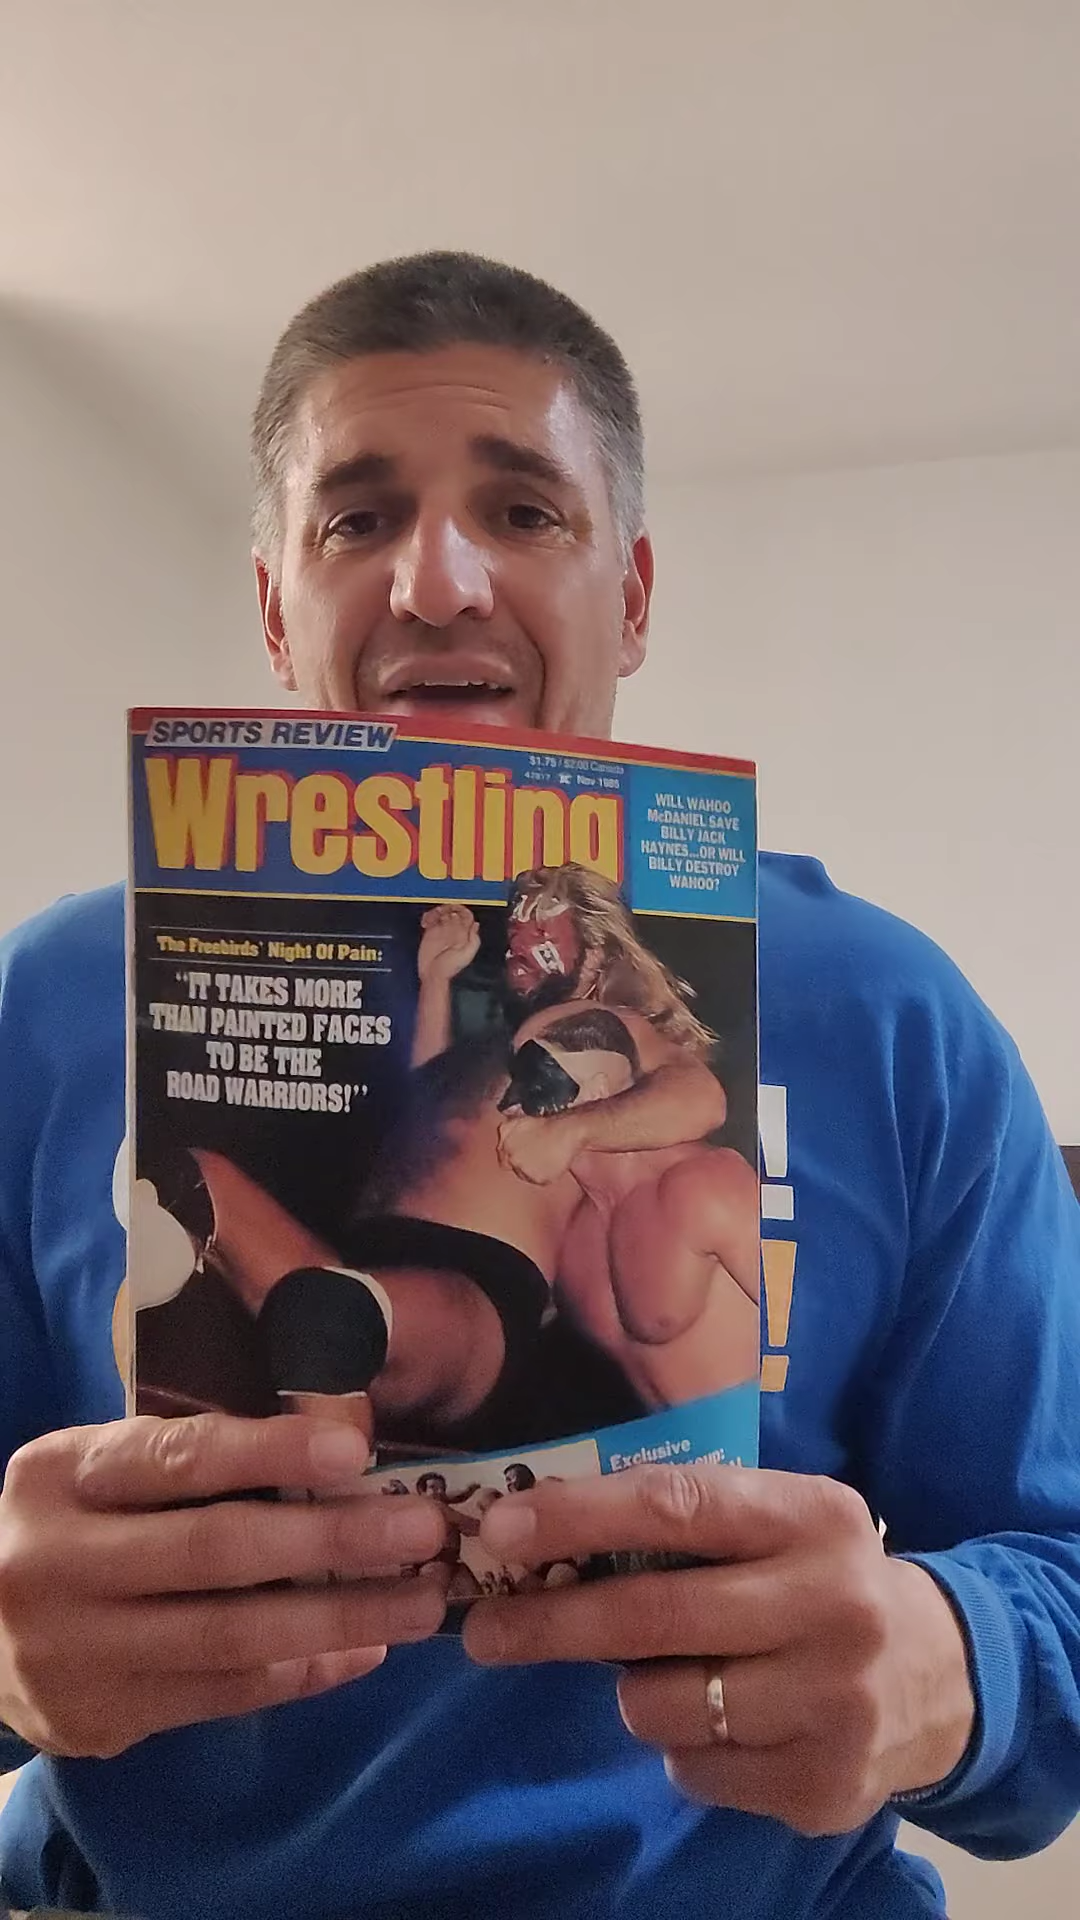 SPORTS REVIEW
Wrestling
$1.75 / $2.00 Canada
47817 Nov 1985
WILL WAHOO
McDANIEL SAVE
BILLY JACK
HAYNES...OR WILL
BILLY DESTROY
WAHOO?
The Freebirds' Night Of Pain:
"IT TAKES MORE
THAN PAINTED FACES
TO BE THE
ROAD WARRIORS!"
Exclusive
!
!